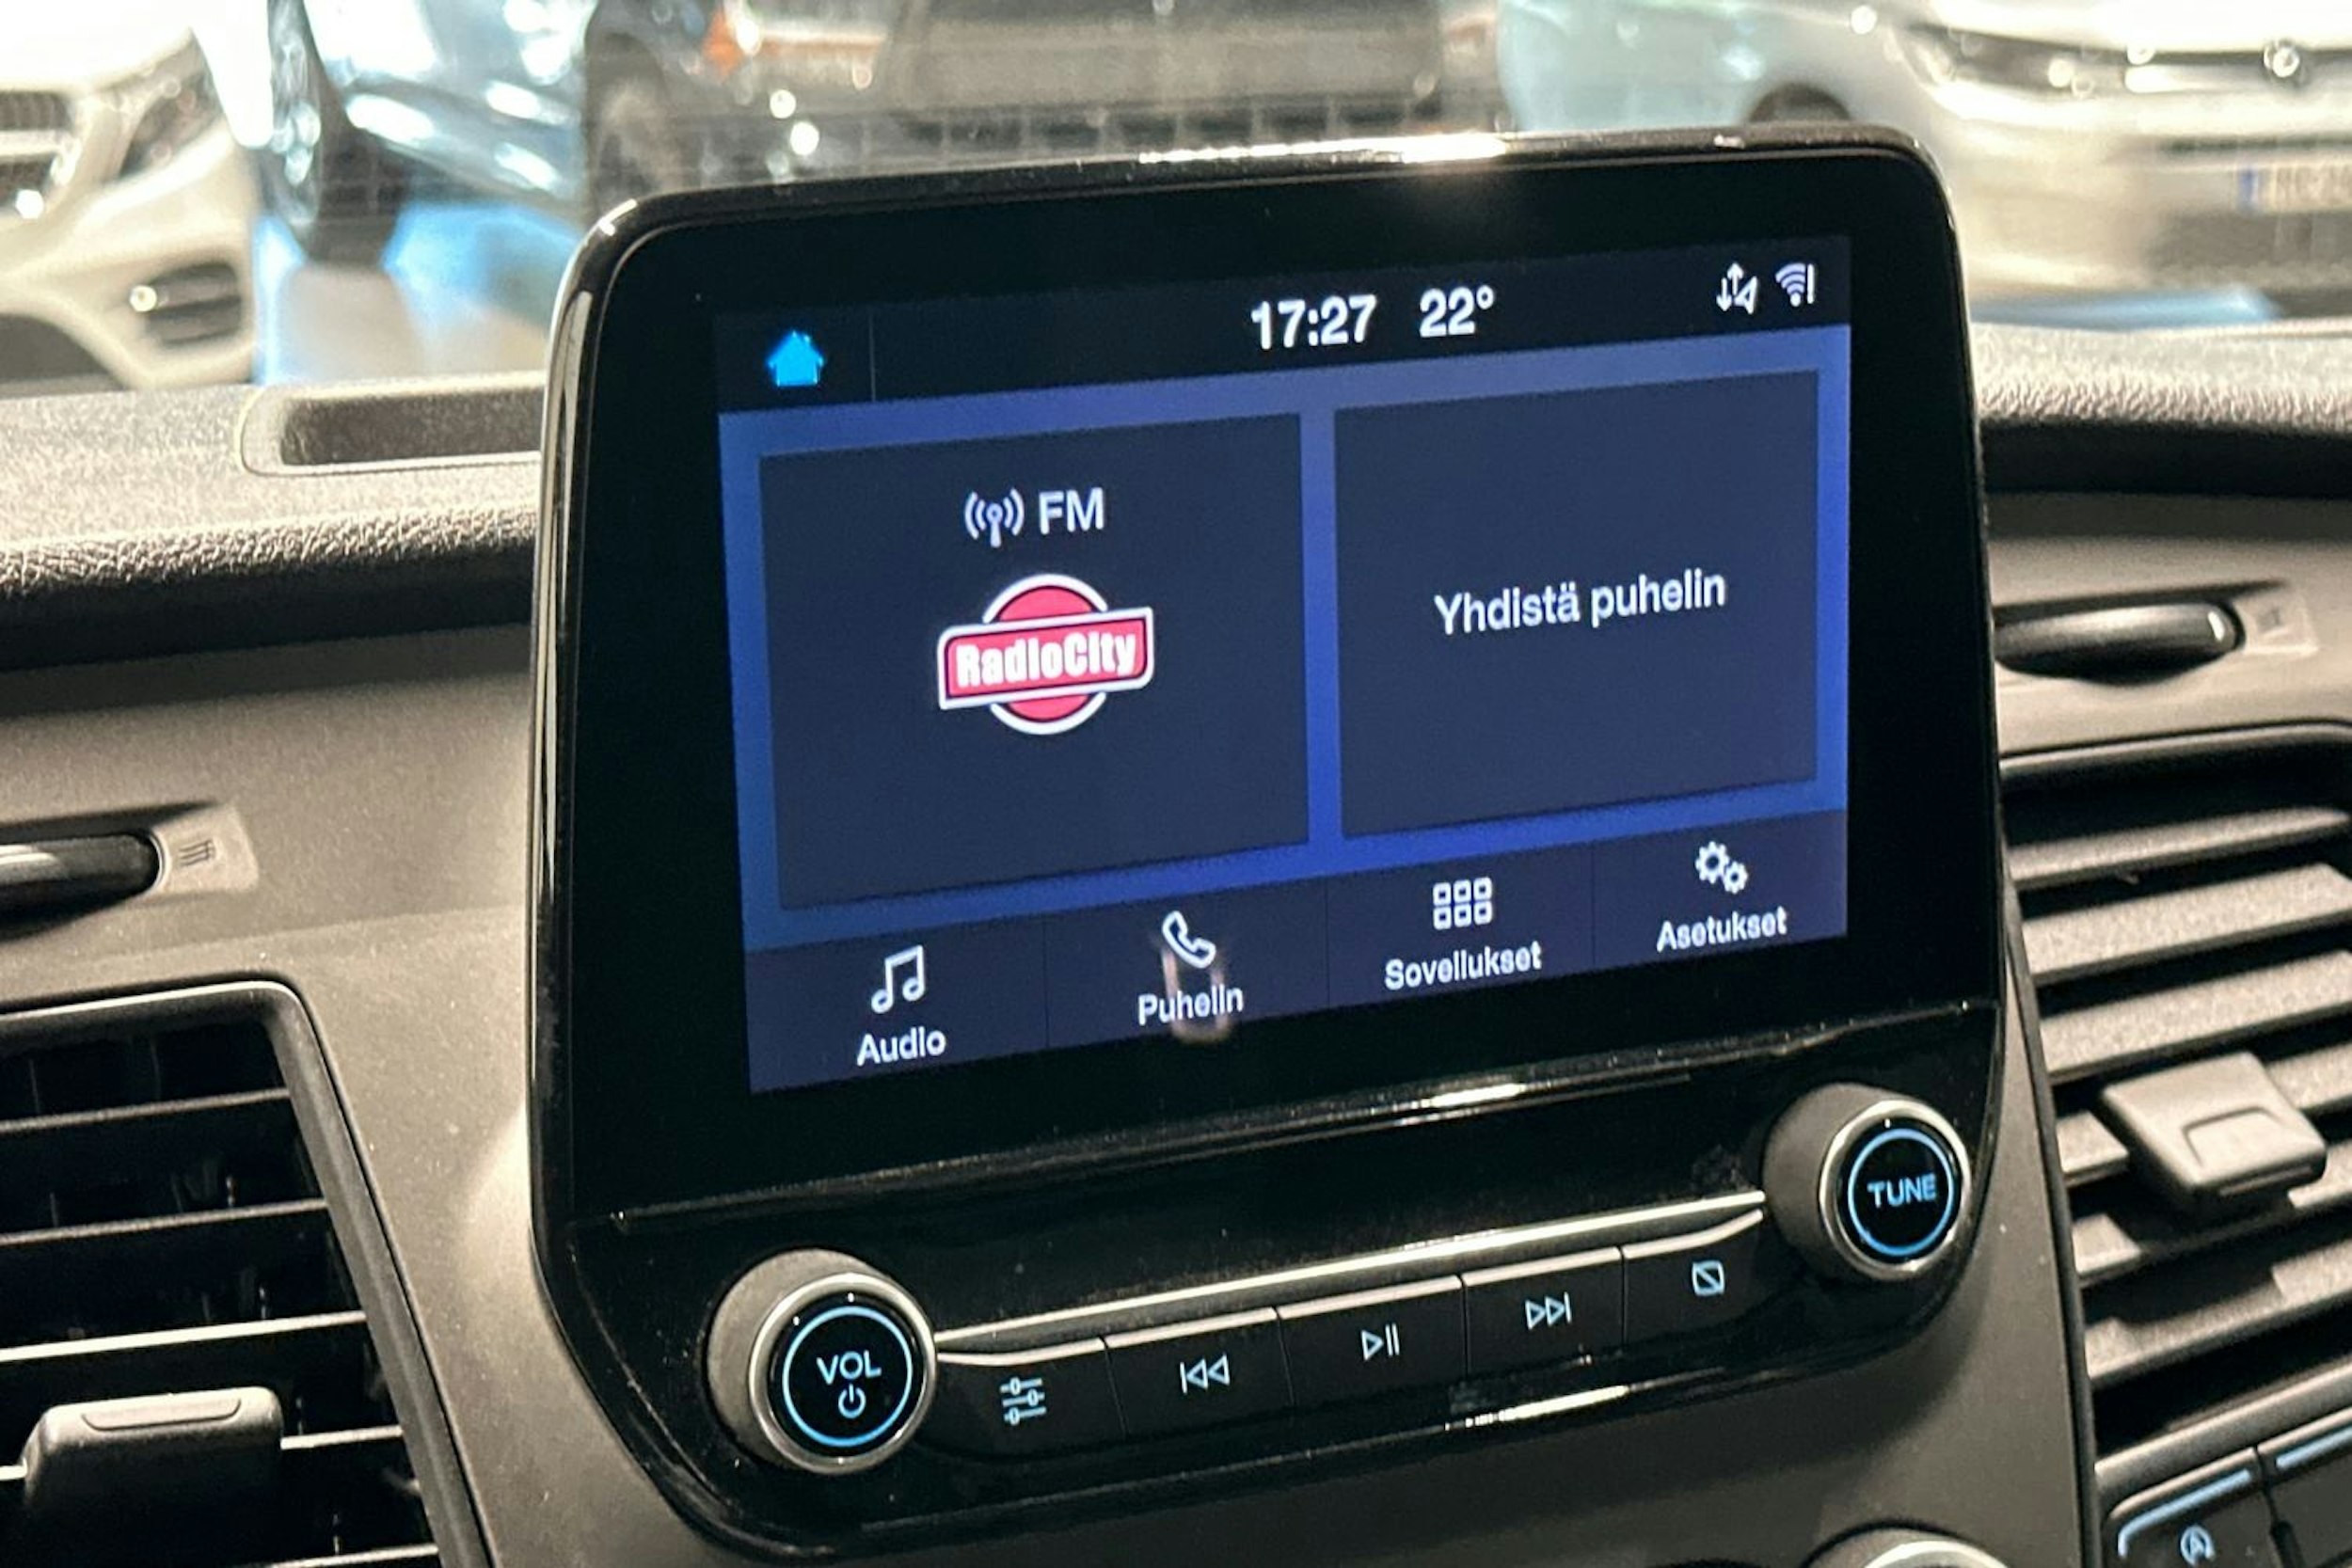 17:27 22°
FM
RadioCity
Yhdistä puhelin
Audio
Puhelin
Sovellukset
Asetukset
TUNE
VOL